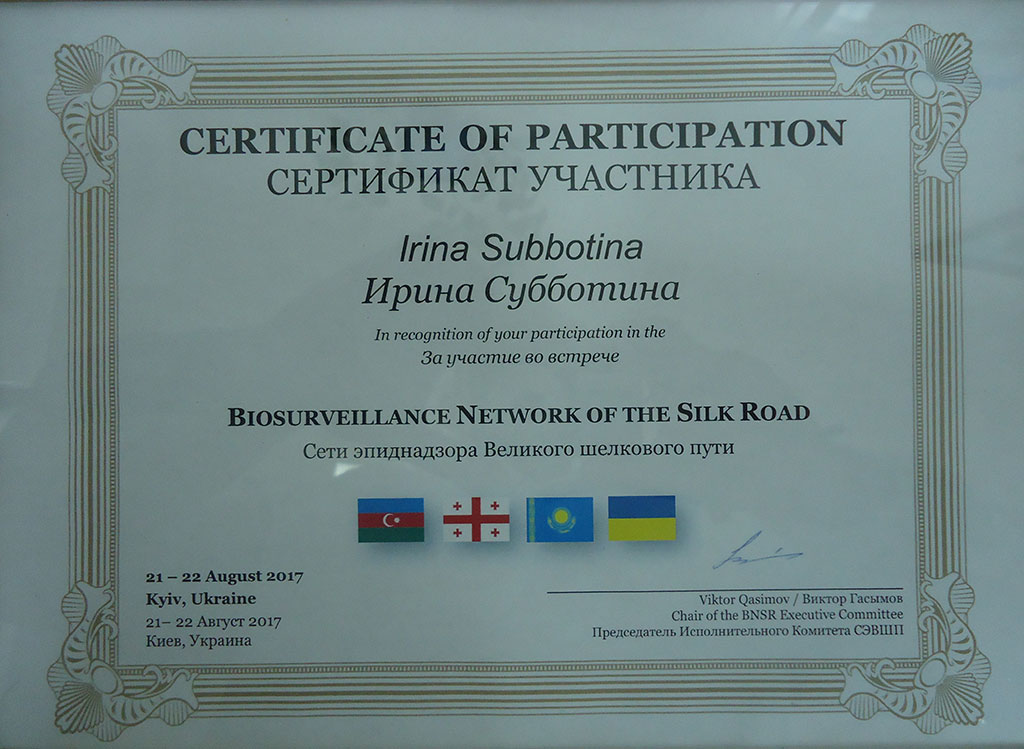 CERTIFICATE OF PARTICIPATION
СЕРТИФИКАТ УЧАСТНИКА
Irina Subbotina
Ирина Субботина
In recognition of your participation in the
За участие во встрече
BIOSURVEILLANCE NETWORK OF THE SILK ROAD
Сети эпиднадзора Великого шелкового пути
21 – 22 August 2017
Kyiv, Ukraine
21– 22 Август 2017
Киев, Украина
Viktor Qasimov / Виктор Гасымов
Chair of the BNSR Executive Committee
Председатель Исполнительного Комитета СЭВШП